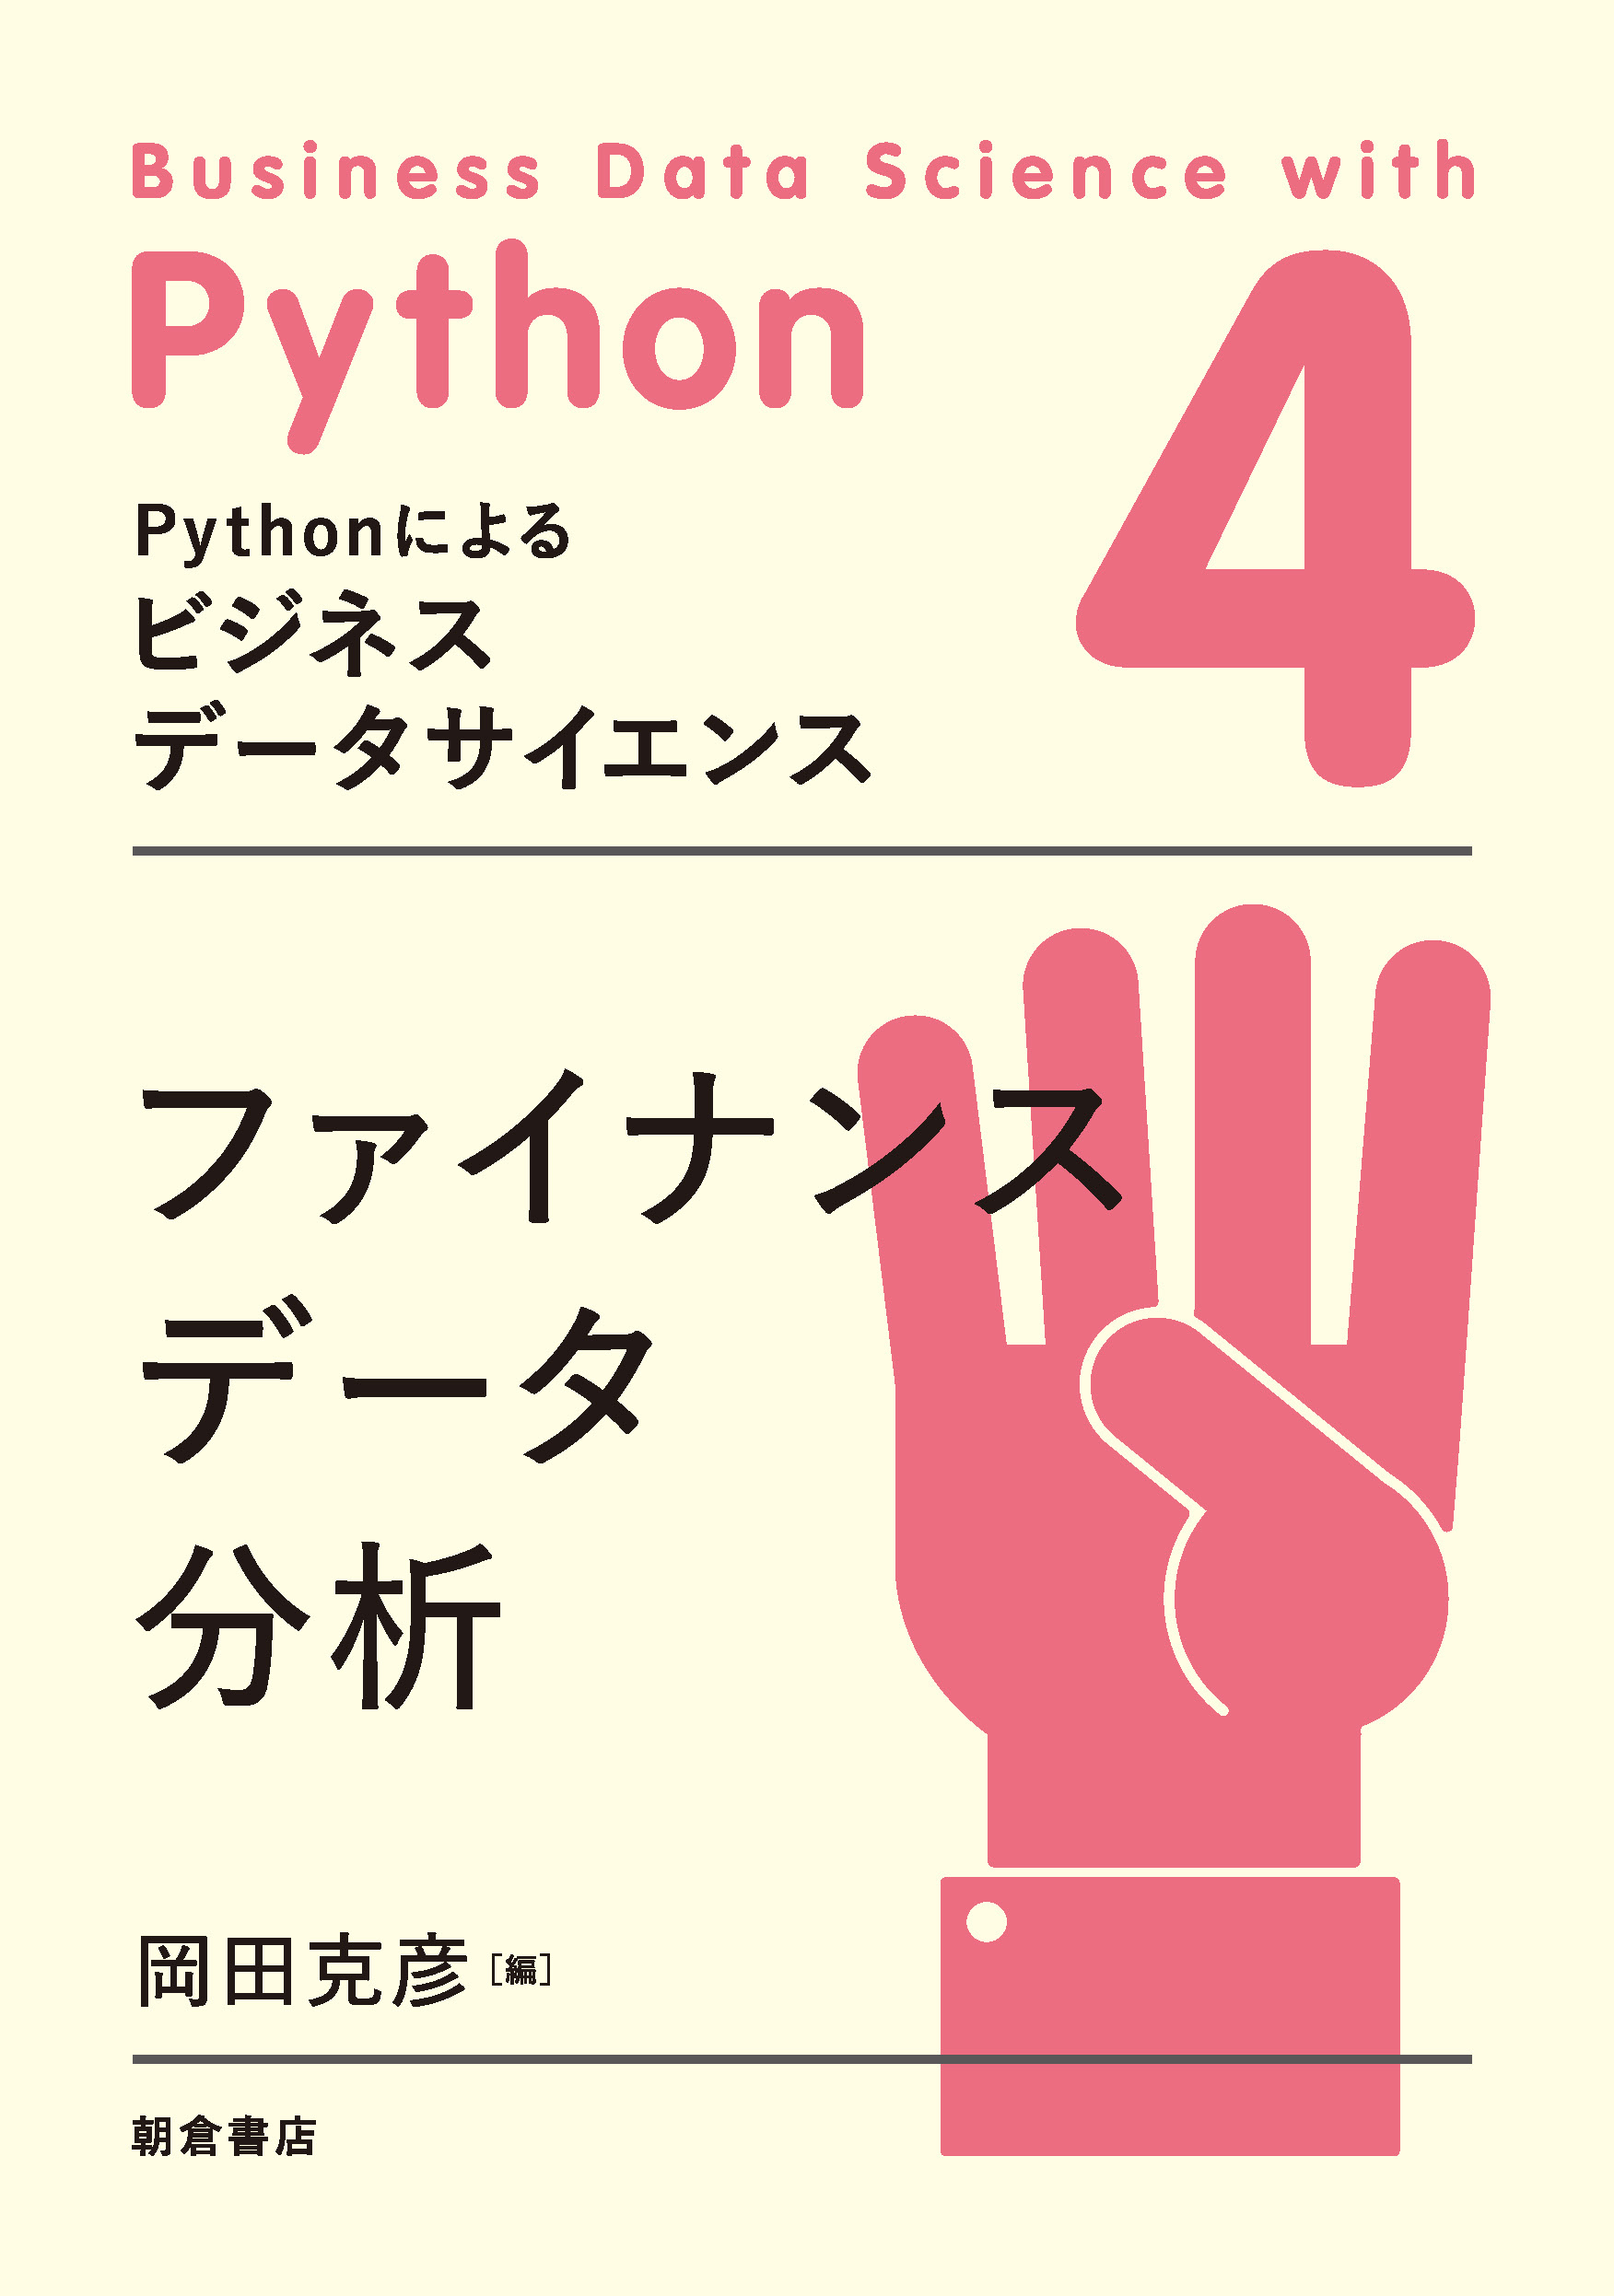 Business Data Science with
Python
4
Pythonによる
ビジネス
データサイエンス
ファイナンス
データ
分析
岡田克彦［編］
朝倉書店